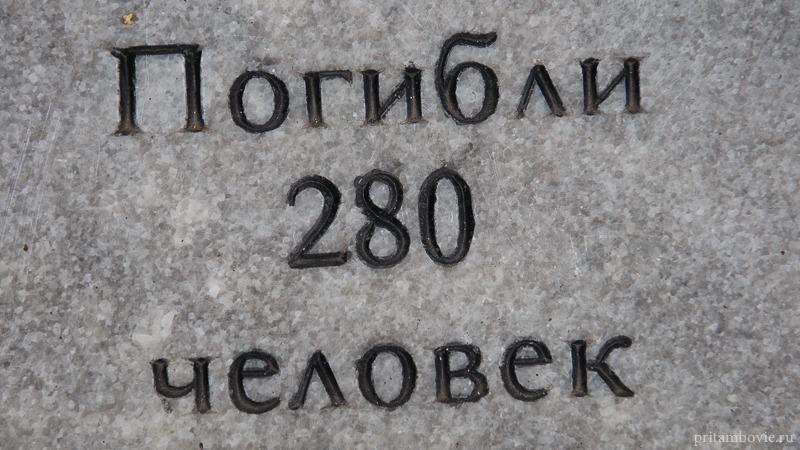 Погибли
280
человек
pritambovie.ru